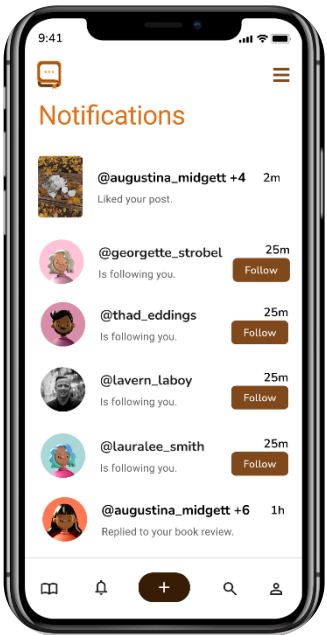 9:41
Notifications
@augustina_midgett +4 2m
Liked your post.
@georgette_strobel 25m
Is following you. Follow
@thad_eddings 25m
Is following you. Follow
@lavern_laboy 25m
Is following you. Follow
@lauralee_smith 25m
Is following you. Follow
@augustina_midgett +6 1h
Replied to your book review.